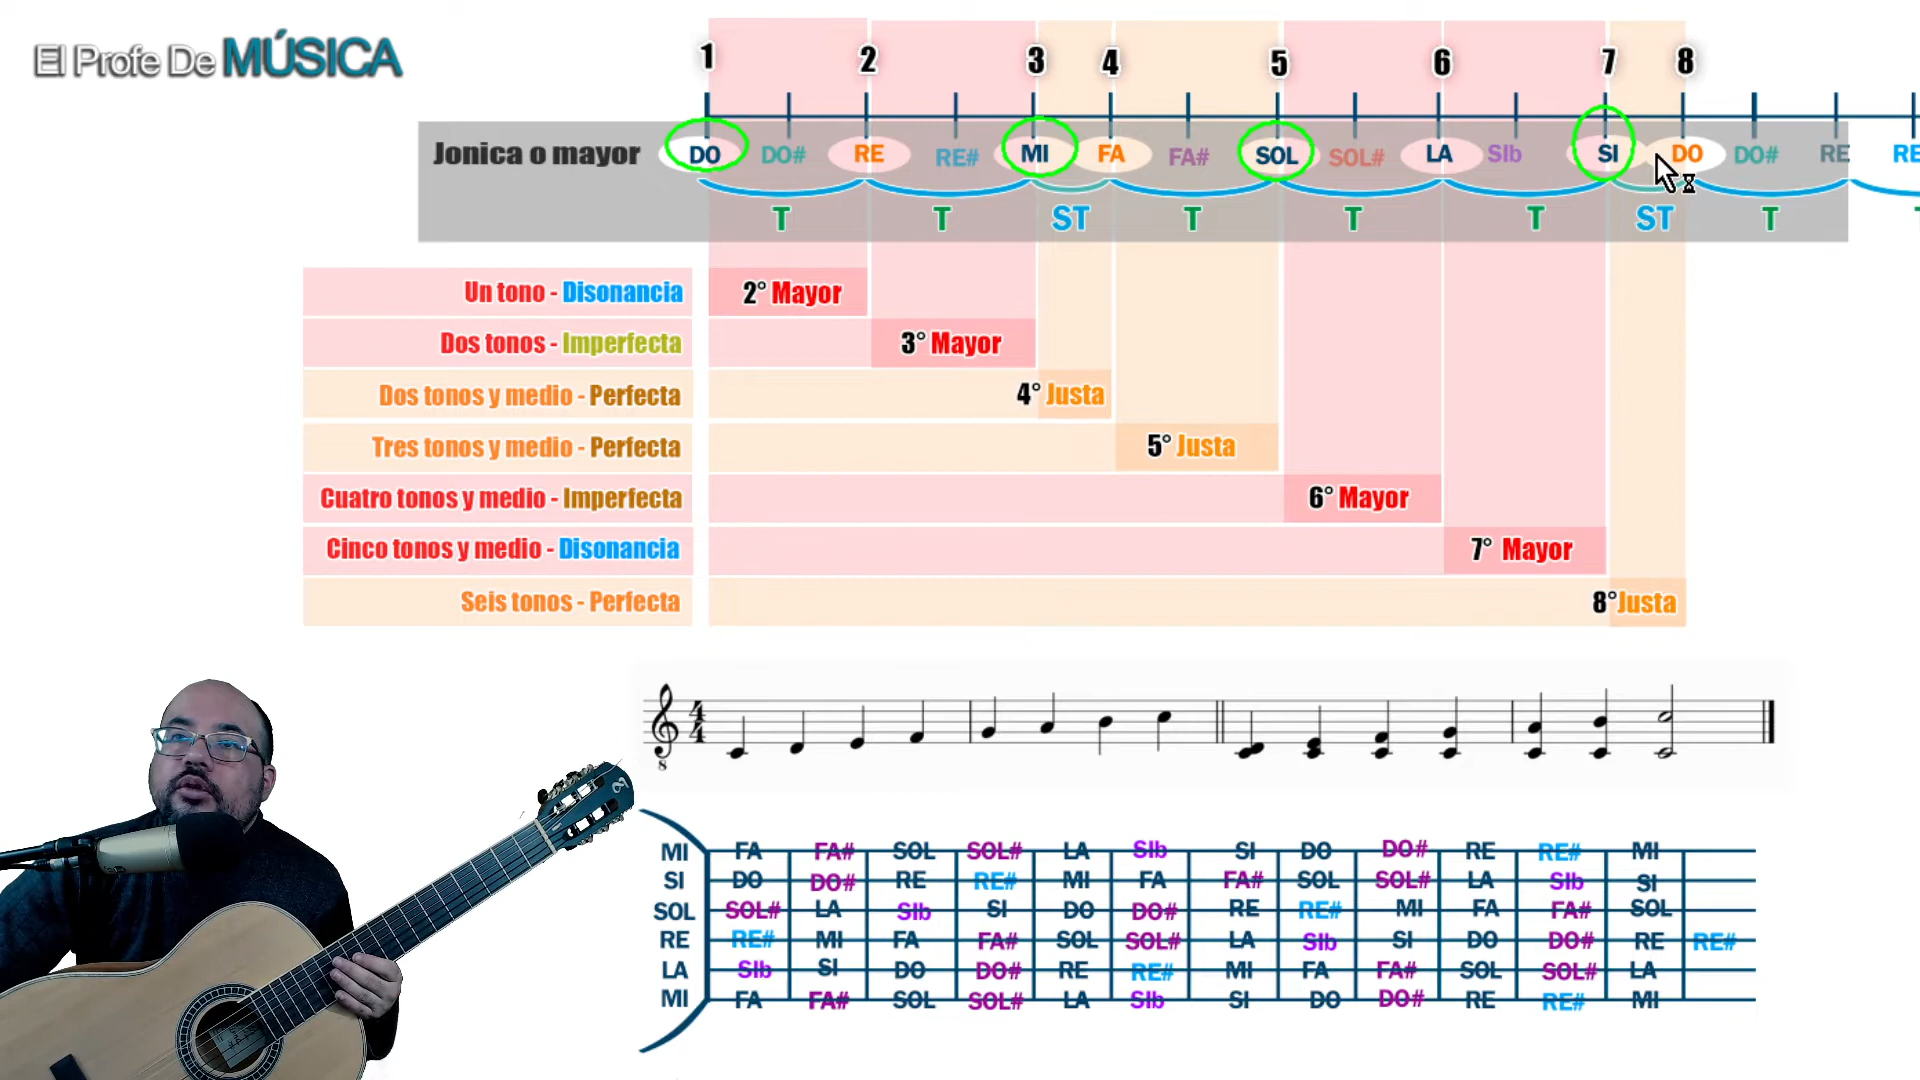 El Profe De MÚSICA
1 2 3 4 5 6 7 8
Jonica o mayor DO DO# RE RE# MI FA FA# SOL SOL# LA SIb SI DO DO# RE RE
T T ST T T T ST T
Un tono - Disonancia 2° Mayor
Dos tonos - Imperfecta 3° Mayor
Dos tonos y medio - Perfecta 4° Justa
Tres tonos y medio - Perfecta 5° Justa
Cuatro tonos y medio - Imperfecta 6° Mayor
Cinco tonos y medio - Disonancia 7° Mayor
Seis tonos - Perfecta 8° Justa
4
4
8
MI FA FA# SOL SOL# LA SIb SI DO DO# RE RE# MI
SI DO DO# RE RE# MI FA FA# SOL SOL# LA SIb SI
SOL SOL# LA SIb SI DO DO# RE RE# MI FA FA# SOL
RE RE# MI FA FA# SOL SOL# LA SIb SI DO DO# RE RE#
LA SIb SI DO DO# RE RE# MI FA FA# SOL SOL# LA
MI FA FA# SOL SOL# LA SIb SI DO DO# RE RE# MI